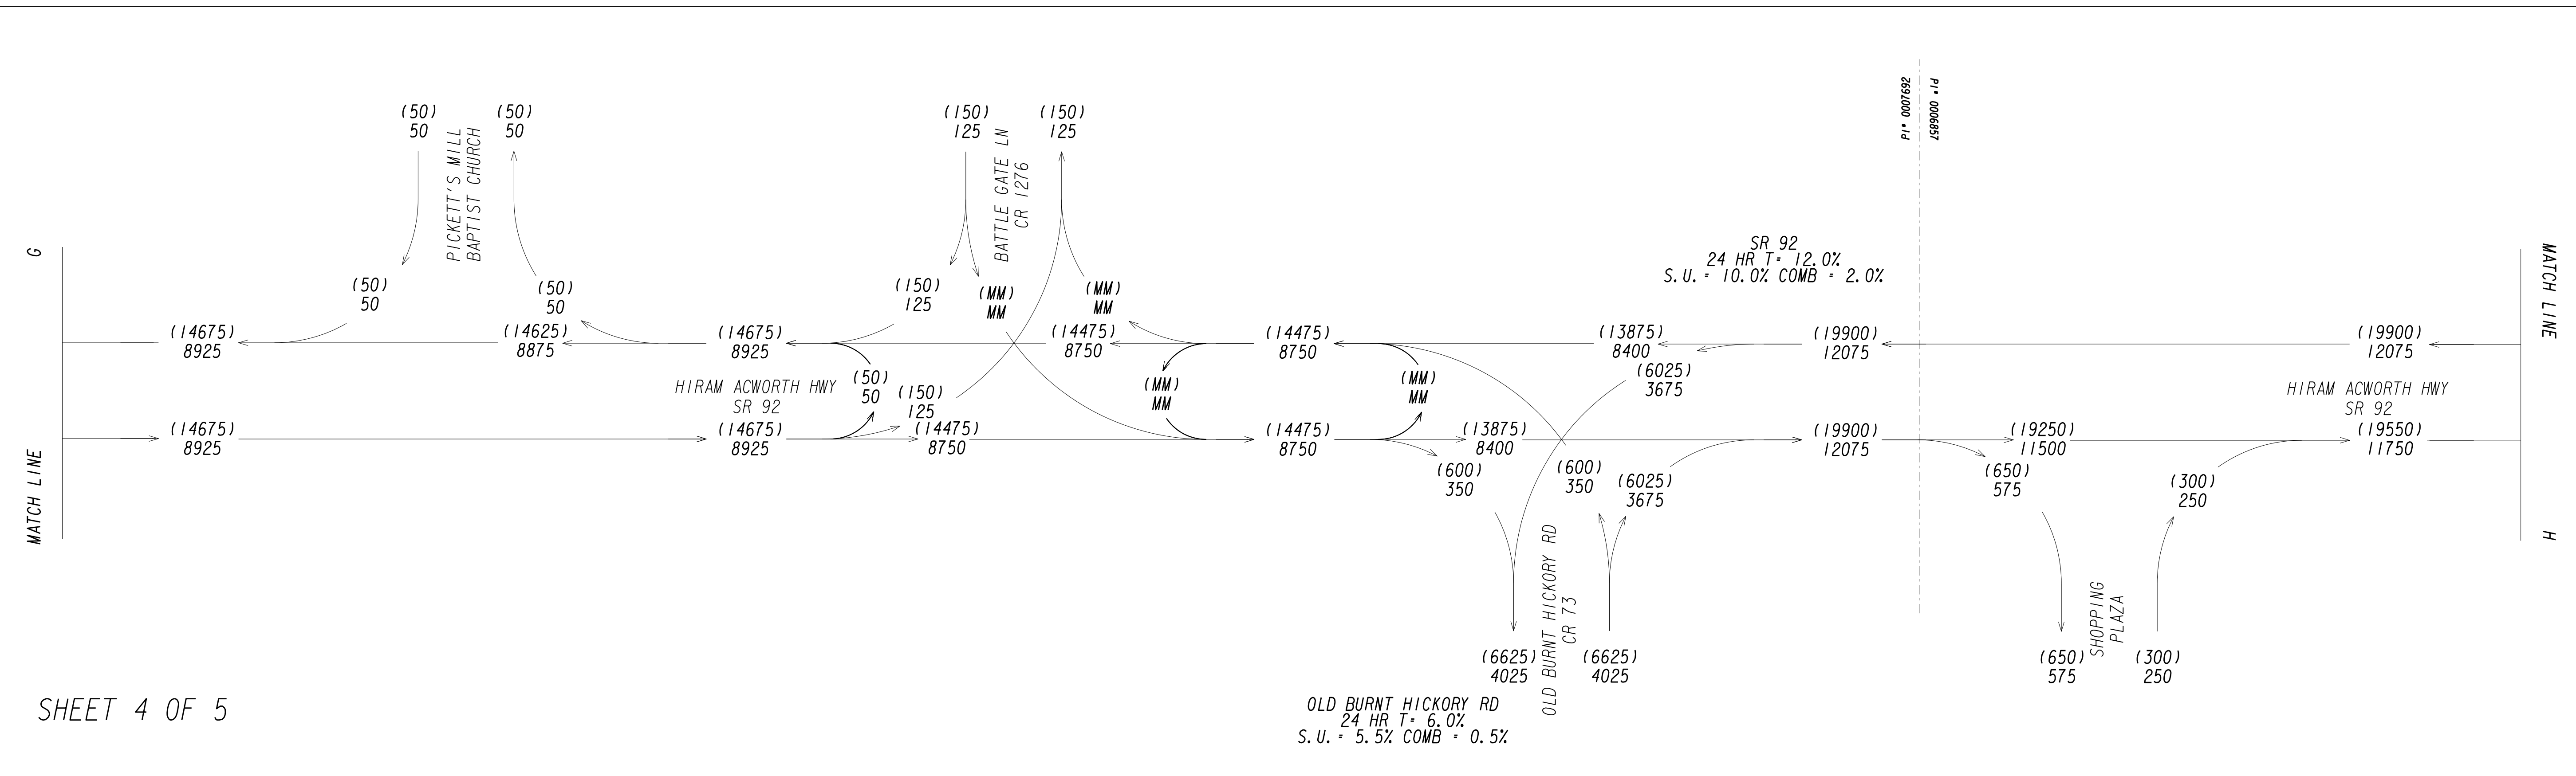 PI# 0007692
PI# 0006857
(50)
50
(50)
50
PICKETT'S MILL
BAPTIST CHURCH
(150)
125
(150)
125
BATTLE GATE LN
CR 1276
G
MATCH LINE
SR 92
24 HR T= 12.0%
S.U.= 10.0% COMB = 2.0%
(50)
50
(50)
50
(150)
125
(MM)
MM
(MM)
MM
(14675)
8925
(14625)
8875
(14675)
8925
(14475)
8750
(14475)
8750
(13875)
8400
(19900)
12075
(19900)
12075
(6025)
3675
HIRAM ACWORTH HWY
SR 92
(50)
50
(150)
125
(MM)
MM
(MM)
MM
HIRAM ACWORTH HWY
SR 92
(14675)
8925
(14675)
8925
(14475)
8750
(14475)
8750
(13875)
8400
(19900)
12075
(19250)
11500
(19550)
11750
MATCH LINE
H
(600)
350
(600)
350
(6025)
3675
(650)
575
(300)
250
OLD BURNT HICKORY RD
CR 73
SHOPPING
PLAZA
(6625)
4025
(6625)
4025
(650)
575
(300)
250
OLD BURNT HICKORY RD
24 HR T= 6.0%
S.U.= 5.5% COMB = 0.5%
SHEET 4 OF 5